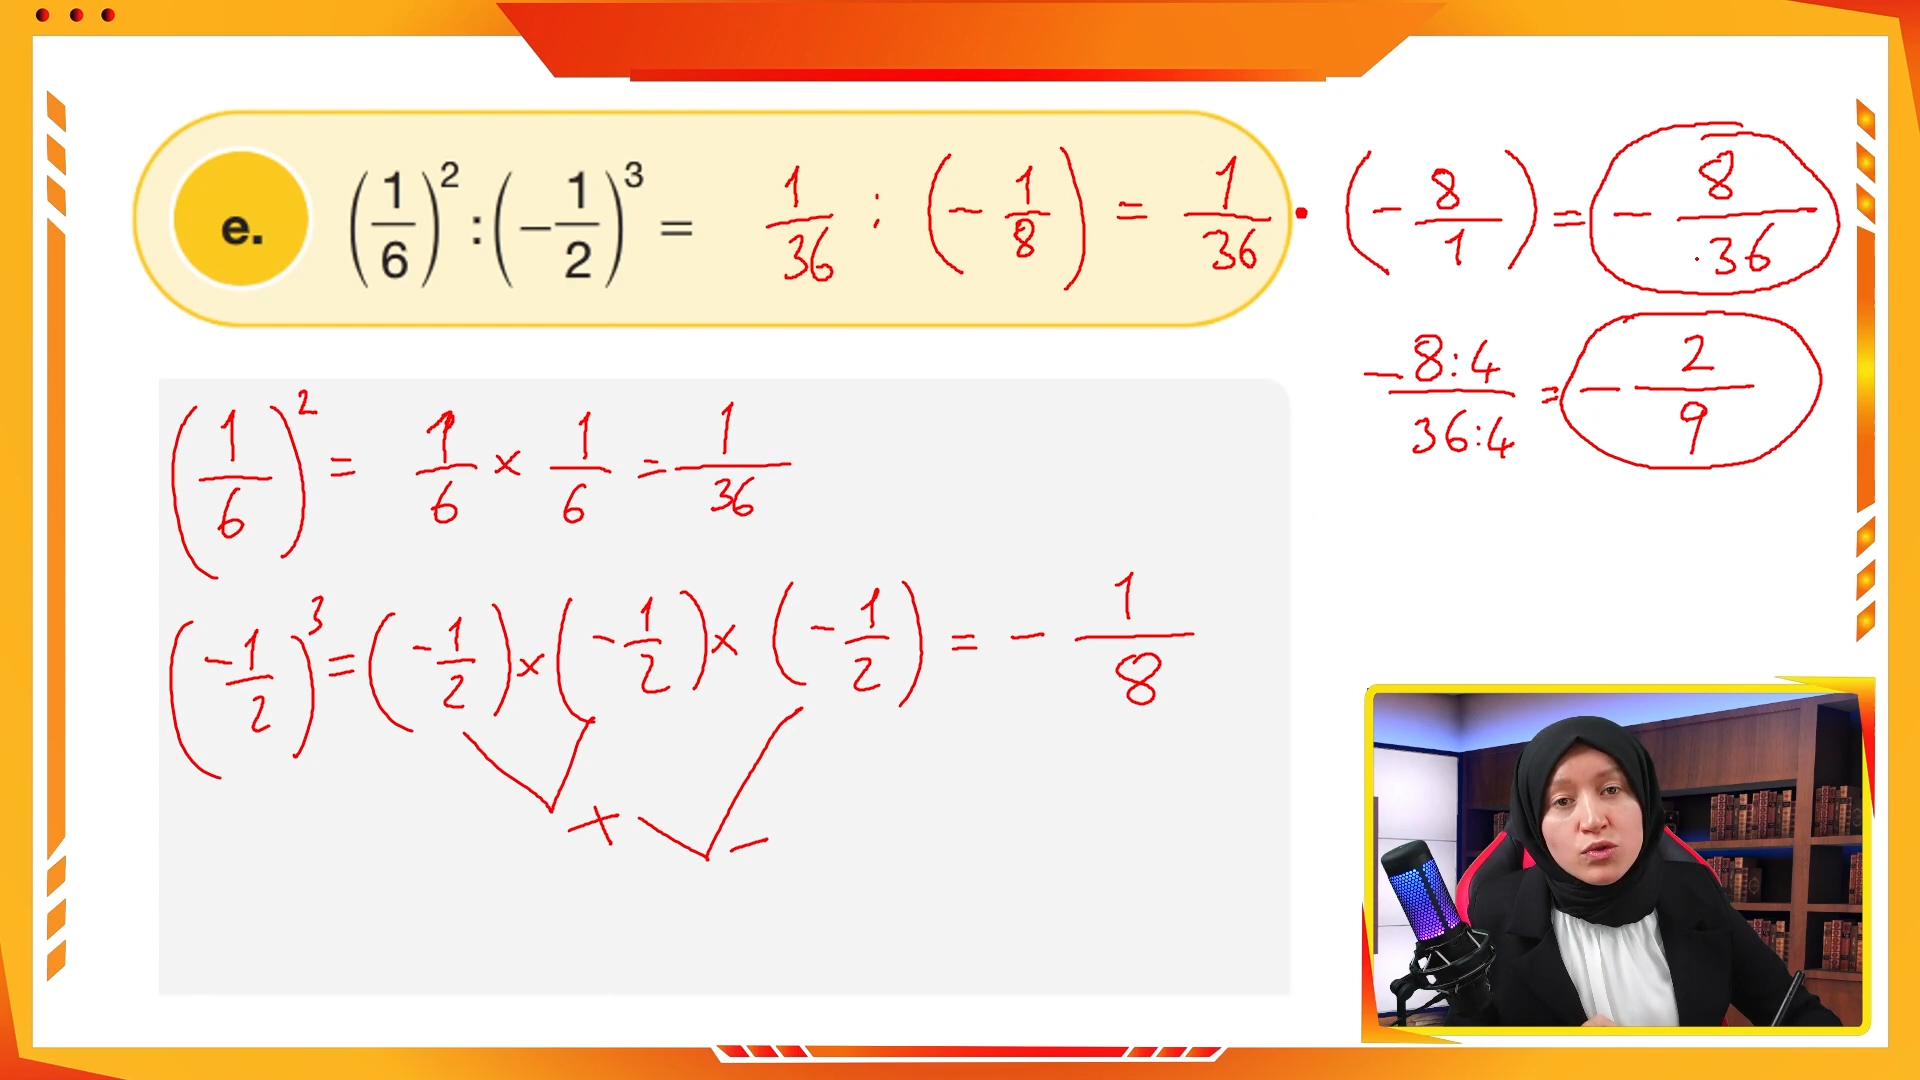 e. (1/6)² : (−1/2)³ = 1/36 : (−1/8) = 1/36 · (−8/1) = −8/36
−8:4/36:4 = −2/9
(1/6)² = 1/6 × 1/6 = 1/36
(−1/2)³ = (−1/2) × (−1/2) × (−1/2) = −1/8
+ −